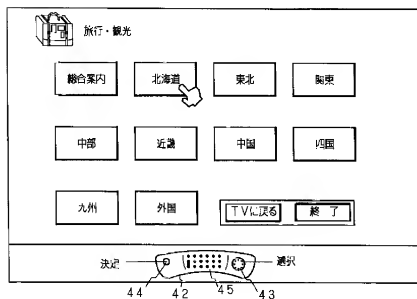 旅行・観光
総合案内 北海道 東北 関東
中部 近畿 中国 四国
九州 外国 TVに戻る 終了
決定 選択
44 42 45 43